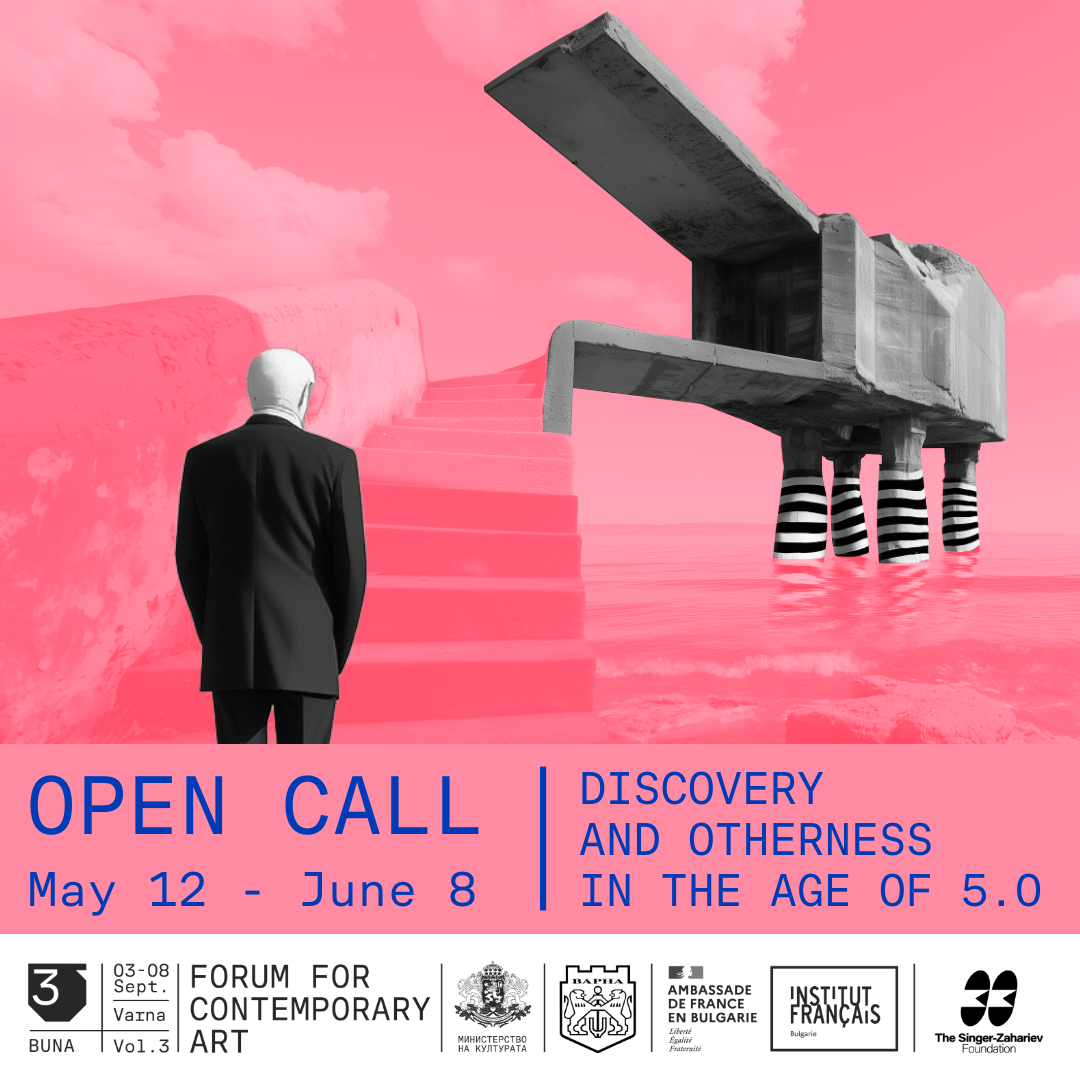 OPEN CALL
May 12 - June 8
DISCOVERY
AND OTHERNESS
IN THE AGE OF 5.0
3
BUNA
03-08
Sept.
Varna
Vol.3
FORUM FOR
CONTEMPORARY
ART
МИНИСТЕРСТВО
НА КУЛТУРАТА
ВАРНА
AMBASSADE
DE FRANCE
EN BULGARIE
Liberté
Égalité
Fraternité
INSTITUT
FRANÇAIS
Bulgarie
The Singer-Zahariev
Foundation